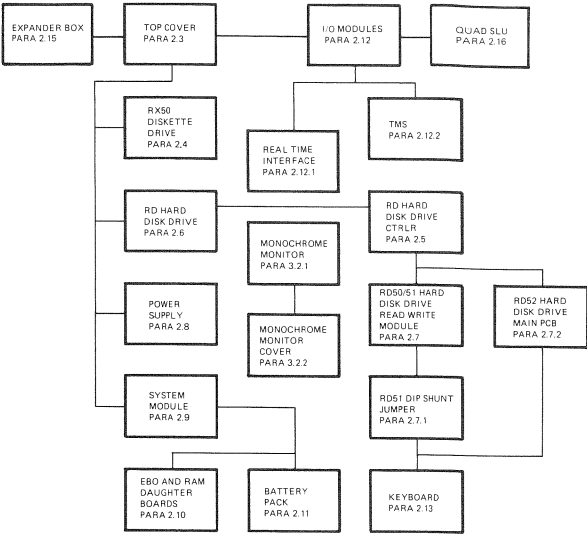 EXPANDER BOX
PARA 2.15
TOP COVER
PARA 2.3
I/O MODULES
PARA 2.12
QUAD SLU
PARA 2.16
RX50
DISKETTE
DRIVE
PARA 2.4
REAL TIME
INTERFACE
PARA 2.12.1
TMS
PARA 2.12.2
RD HARD
DISK DRIVE
PARA 2.6
MONOCHROME
MONITOR
PARA 3.2.1
RD HARD
DISK DRIVE
CTRLR
PARA 2.5
POWER
SUPPLY
PARA 2.8
MONOCHROME
MONITOR
COVER
PARA 3.2.2
RD50/51 HARD
DISK DRIVE
READ WRITE
MODULE
PARA 2.7
RD52 HARD
DISK DRIVE
MAIN PCB
PARA 2.7.2
SYSTEM
MODULE
PARA 2.9
RD51 DIP SHUNT
JUMPER
PARA 2.7.1
EBO AND RAM
DAUGHTER
BOARDS
PARA 2.10
BATTERY
PACK
PARA 2.11
KEYBOARD
PARA 2.13